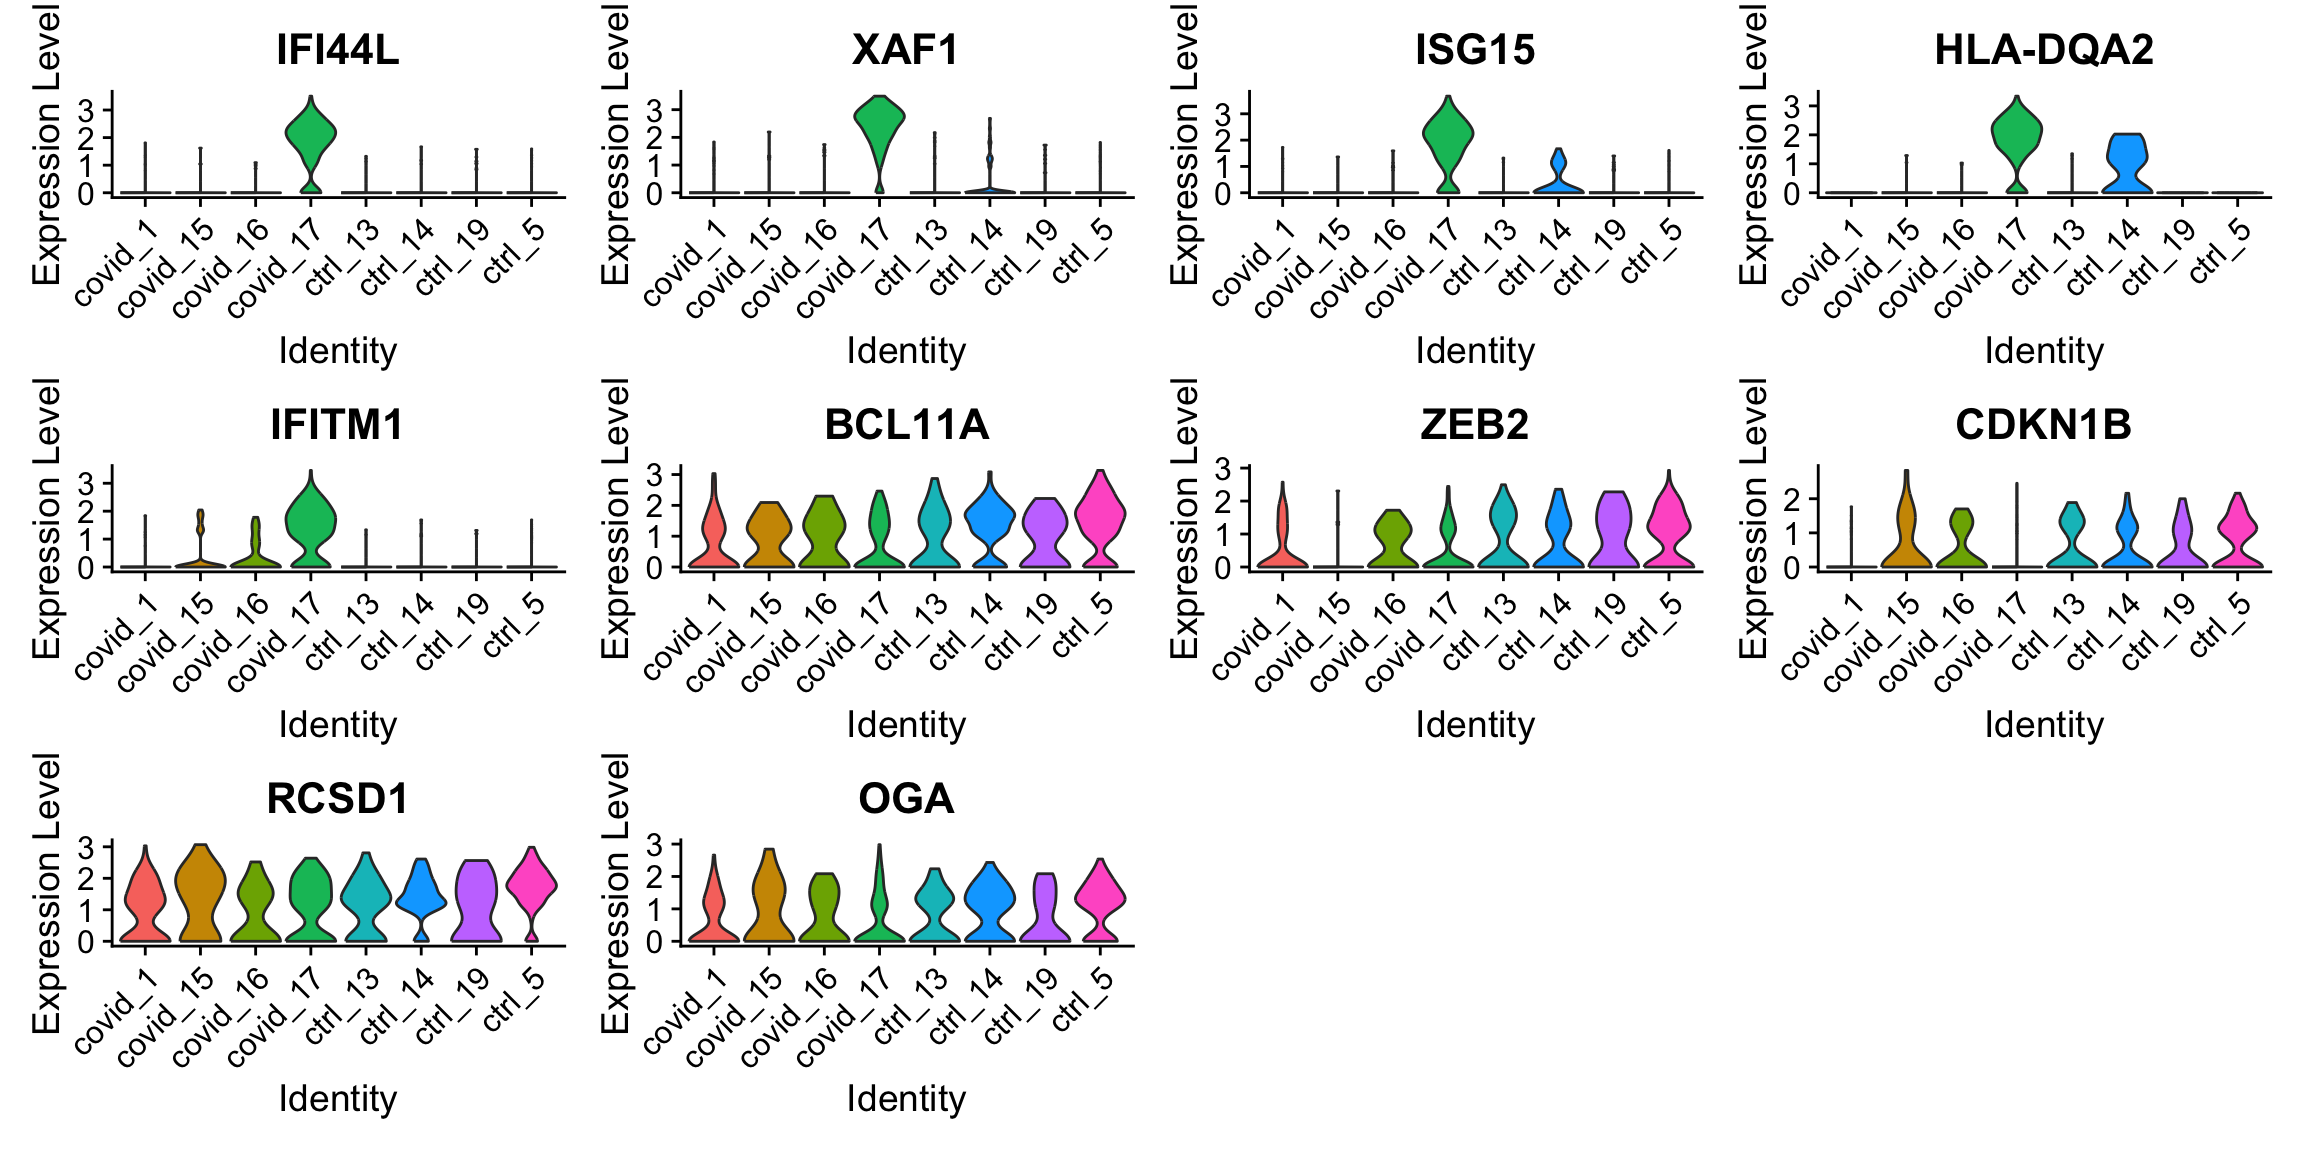 IFI44L
Expression Level
3
2
1
0
covid_1
covid_15
covid_16
covid_17
ctrl_13
ctrl_14
ctrl_19
ctrl_5
Identity
XAF1
Expression Level
3
2
1
0
covid_1
covid_15
covid_16
covid_17
ctrl_13
ctrl_14
ctrl_19
ctrl_5
Identity
ISG15
Expression Level
3
2
1
0
covid_1
covid_15
covid_16
covid_17
ctrl_13
ctrl_14
ctrl_19
ctrl_5
Identity
HLA-DQA2
Expression Level
3
2
1
0
covid_1
covid_15
covid_16
covid_17
ctrl_13
ctrl_14
ctrl_19
ctrl_5
Identity
IFITM1
Expression Level
3
2
1
0
covid_1
covid_15
covid_16
covid_17
ctrl_13
ctrl_14
ctrl_19
ctrl_5
Identity
BCL11A
Expression Level
3
2
1
0
covid_1
covid_15
covid_16
covid_17
ctrl_13
ctrl_14
ctrl_19
ctrl_5
Identity
ZEB2
Expression Level
3
2
1
0
covid_1
covid_15
covid_16
covid_17
ctrl_13
ctrl_14
ctrl_19
ctrl_5
Identity
CDKN1B
Expression Level
2
1
0
covid_1
covid_15
covid_16
covid_17
ctrl_13
ctrl_14
ctrl_19
ctrl_5
Identity
RCSD1
Expression Level
3
2
1
0
covid_1
covid_15
covid_16
covid_17
ctrl_13
ctrl_14
ctrl_19
ctrl_5
Identity
OGA
Expression Level
3
2
1
0
covid_1
covid_15
covid_16
covid_17
ctrl_13
ctrl_14
ctrl_19
ctrl_5
Identity